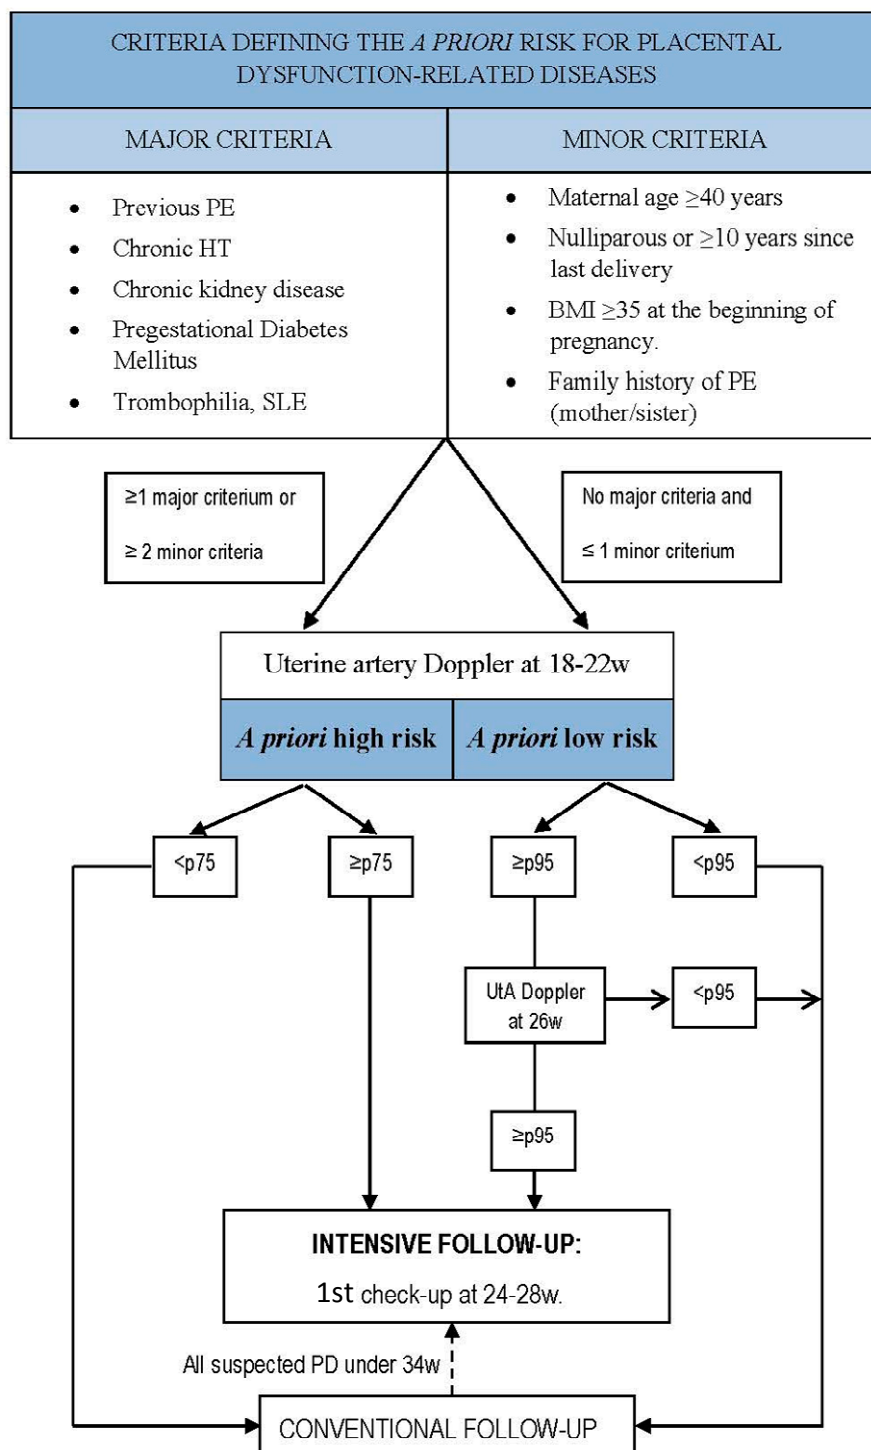 CRITERIA DEFINING THE A PRIORI RISK FOR PLACENTAL
DYSFUNCTION-RELATED DISEASES
MAJOR CRITERIA
MINOR CRITERIA
• Previous PE
• Chronic HT
• Chronic kidney disease
• Pregestational Diabetes
Mellitus
• Trombophilia, SLE
• Maternal age ≥40 years
• Nulliparous or ≥10 years since
last delivery
• BMI ≥35 at the beginning of
pregnancy.
• Family history of PE
(mother/sister)
≥1 major criterium or
≥ 2 minor criteria
No major criteria and
≤ 1 minor criterium
Uterine artery Doppler at 18-22w
A priori high risk
A priori low risk
<p75
≥p75
≥p95
<p95
UtA Doppler
at 26w
<p95
≥p95
INTENSIVE FOLLOW-UP:
1st check-up at 24-28w.
All suspected PD under 34w
CONVENTIONAL FOLLOW-UP